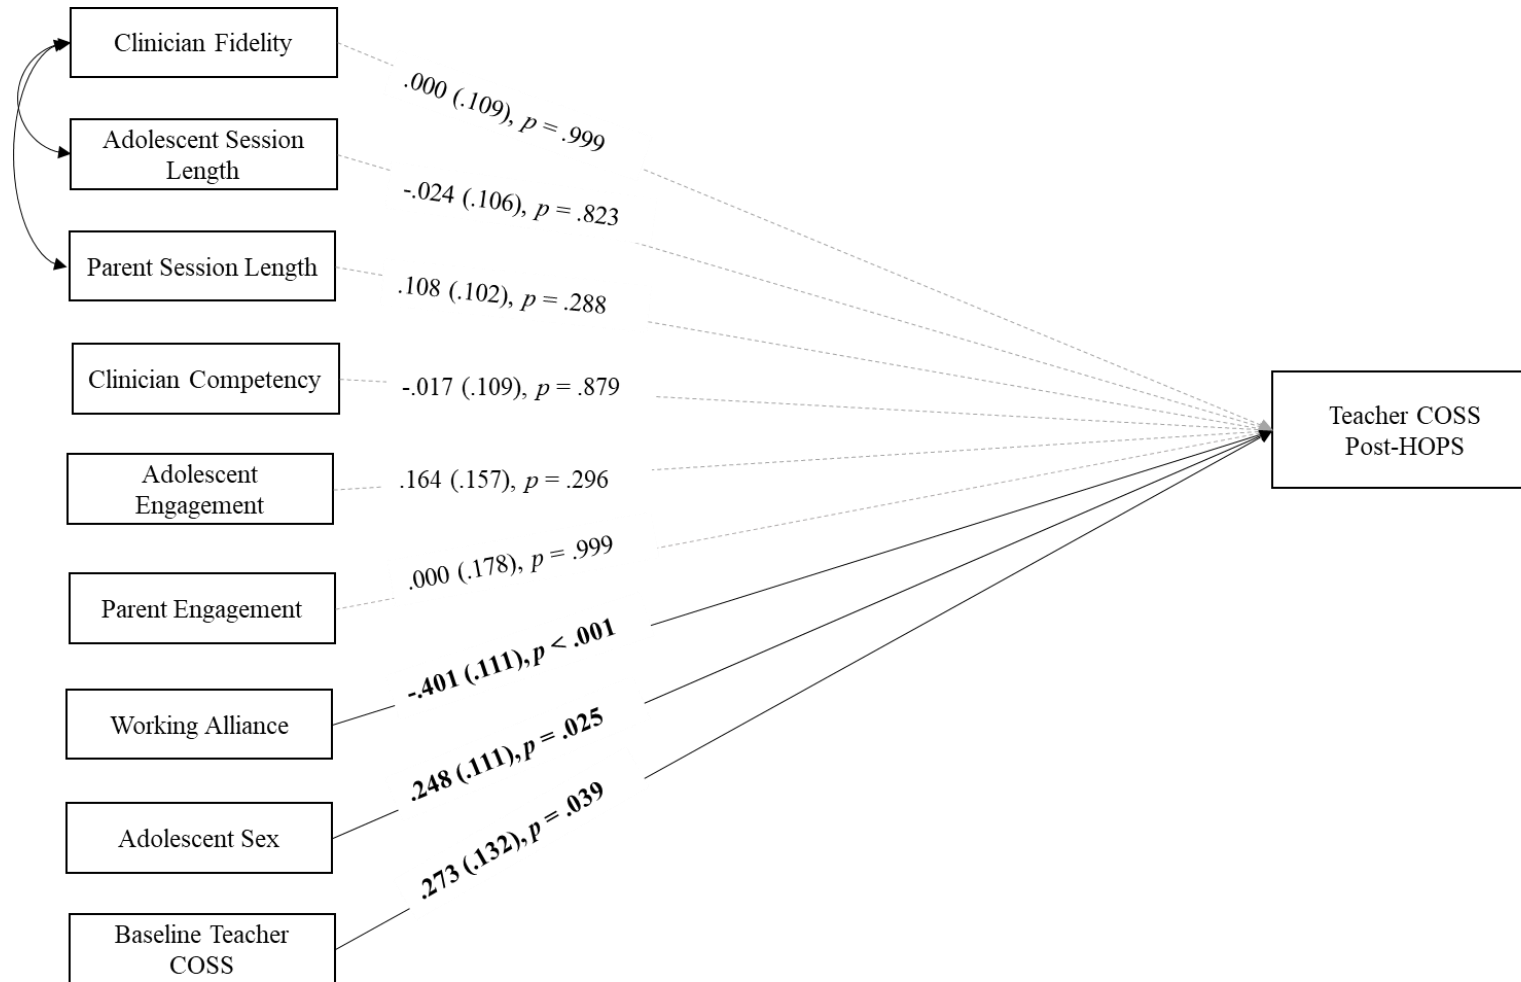 Clinician Fidelity
.000 (.109), p = .999
Adolescent Session
Length
-.024 (.106), p = .823
Parent Session Length
.108 (.102), p = .288
Clinician Competency
-.017 (.109), p = .879
Adolescent
Engagement
.164 (.157), p = .296
Parent Engagement
.000 (.178), p = .999
Working Alliance
-.401 (.111), p < .001
Adolescent Sex
.248 (.111), p = .025
Baseline Teacher
COSS
.273 (.132), p = .039
Teacher COSS
Post-HOPS